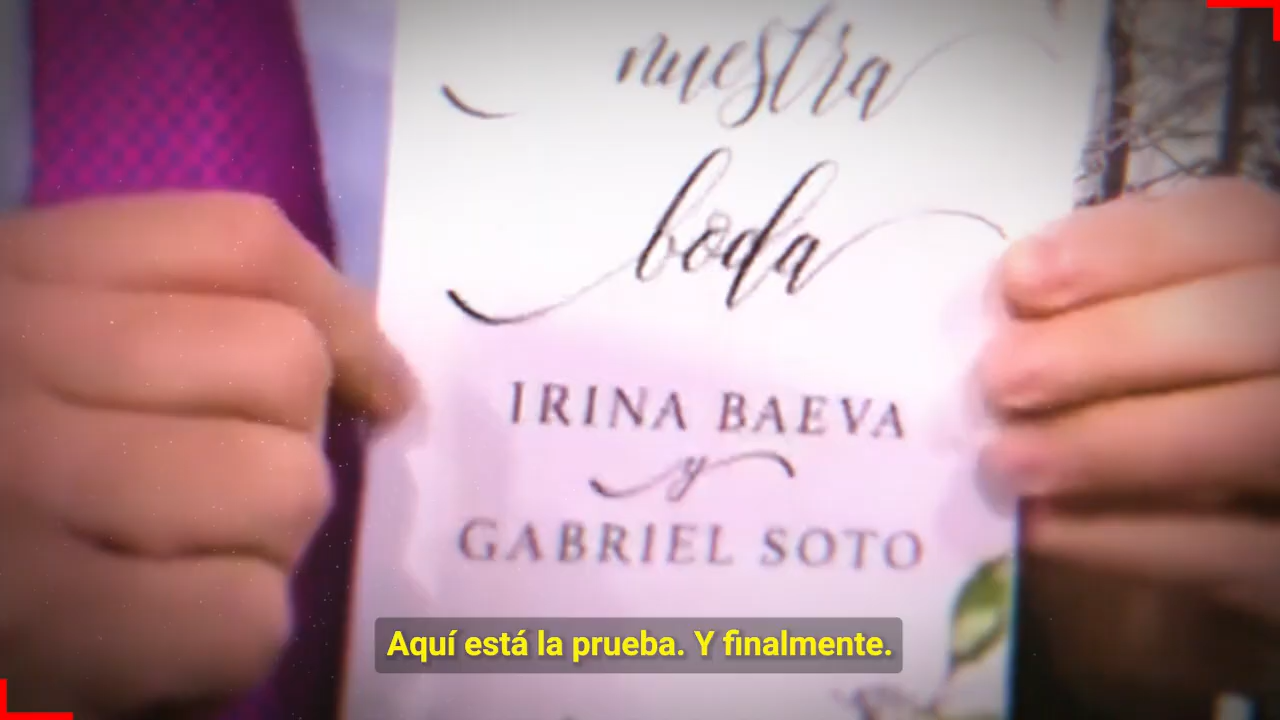 nuestra
boda
IRINA BAEVA
y
GABRIEL SOTO
Aquí está la prueba. Y finalmente.